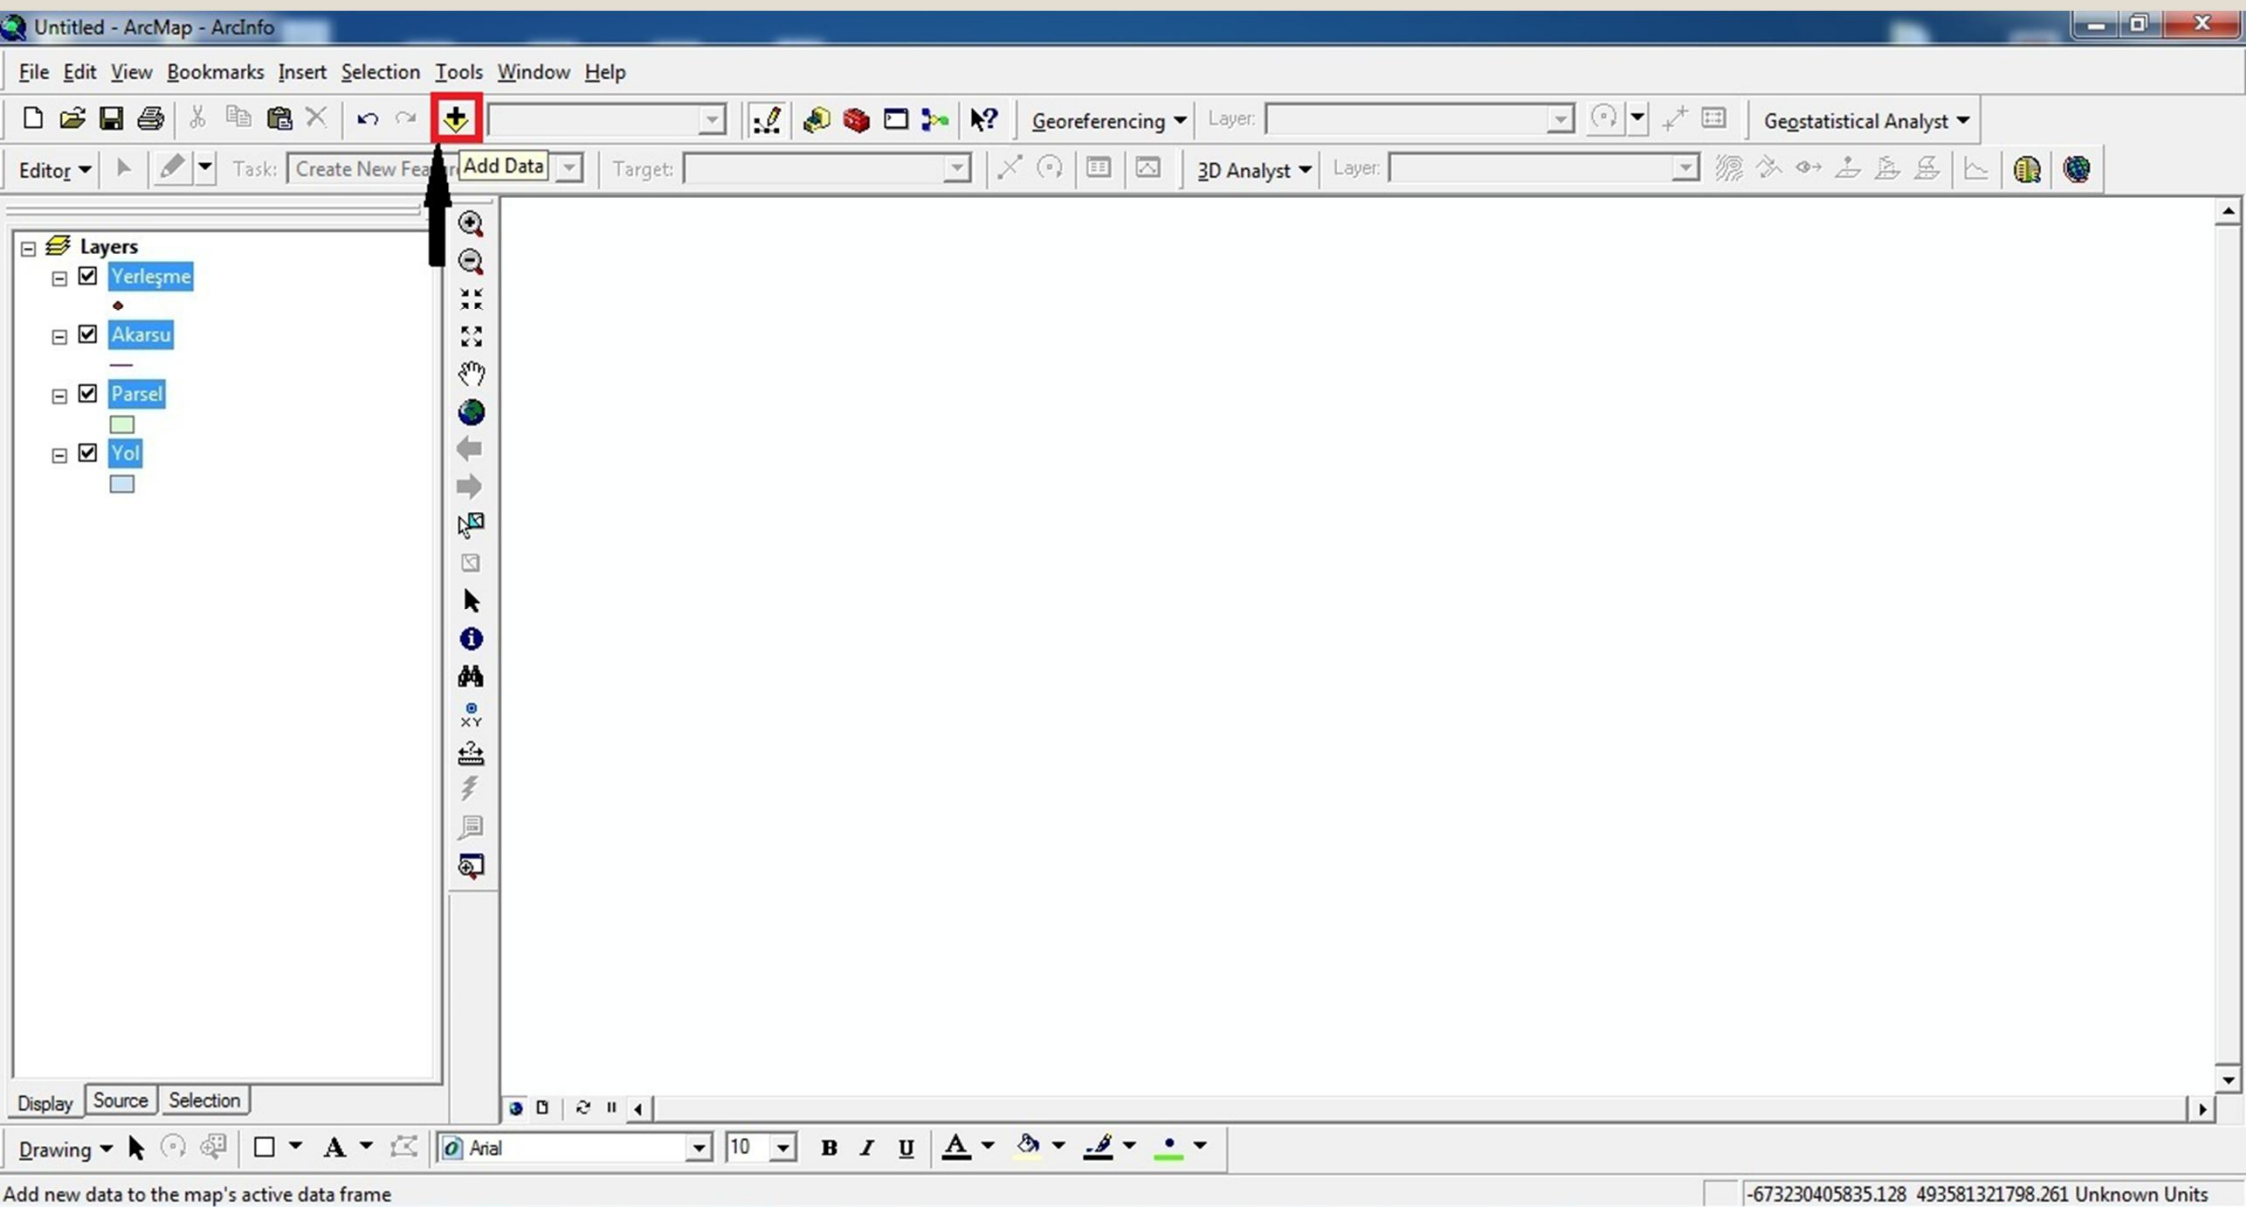 Untitled - ArcMap - ArcInfo
File Edit View Bookmarks Insert Selection Tools Window Help
Georeferencing Layer: Geostatistical Analyst
Editor Task: Create New Add Data Target: 3D Analyst Layer:
Layers
Yerleşme
Akarsu
Parsel
Yol
XY
Display Source Selection
Drawing A Arial 10 B I U A
Add new data to the map's active data frame -673230405835.128 493581321798.261 Unknown Units